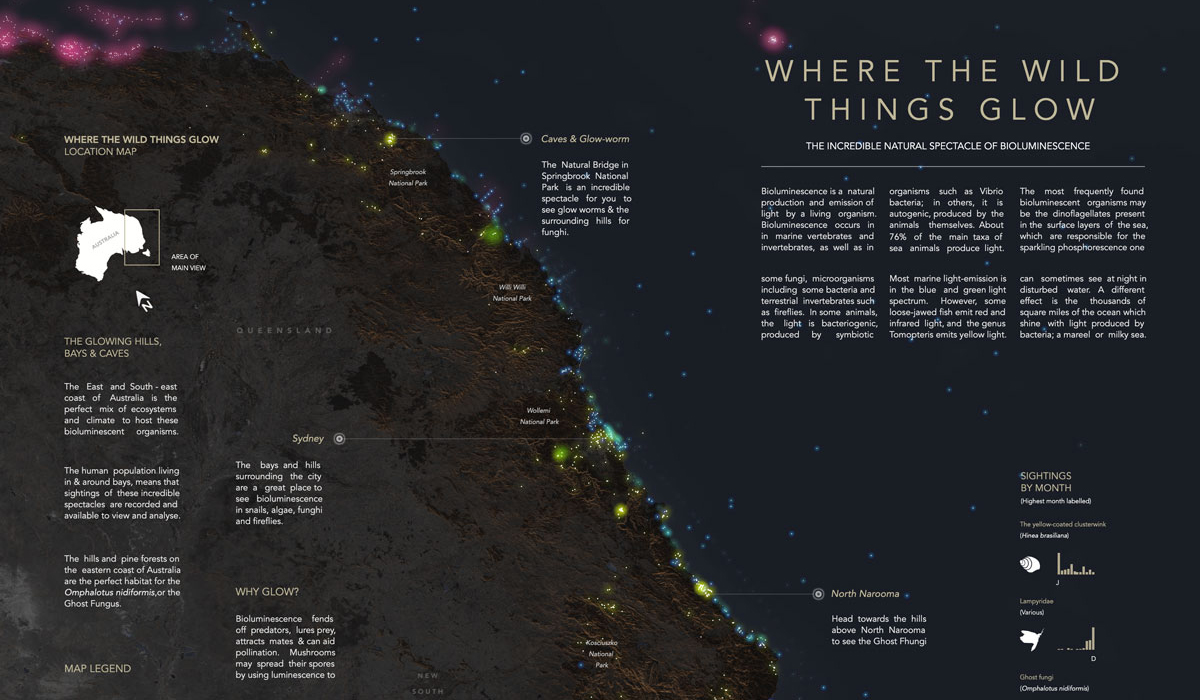 WHERE THE WILD
THINGS GLOW
THE INCREDIBLE NATURAL SPECTACLE OF BIOLUMINESCENCE
Bioluminescence is a natural
production and emission of
light by a living organism.
Bioluminescence occurs in
in marine vertebrates and
invertebrates, as well as in
some fungi, microorganisms
including some bacteria and
terrestrial invertebrates such
as fireflies. In some animals,
the light is bacteriogenic,
produced by symbiotic
organisms such as Vibrio
bacteria; in others, it is
autogenic, produced by the
animals themselves. About
76% of the main taxa of
sea animals produce light.
Most marine light-emission is
in the blue and green light
spectrum. However, some
loose-jawed fish emit red and
infrared light, and the genus
Tomopteris emits yellow light.
The most frequently found
bioluminescent organisms may
be the dinoflagellates present
in the surface layers of the sea,
which are responsible for the
sparkling phosphorescence one
can sometimes see at night in
disturbed water. A different
effect is the thousands of
square miles of the ocean which
shine with light produced by
bacteria; a mareel or milky sea.
WHERE THE WILD THINGS GLOW
LOCATION MAP
AUSTRALIA
AREA OF
MAIN VIEW
THE GLOWING HILLS,
BAYS & CAVES
The East and South - east
coast of Australia is the
perfect mix of ecosystems
and climate to host these
bioluminescent organisms.
The human population living
in & around bays, means that
sightings of these incredible
spectacles are recorded and
available to view and analyse.
The hills and pine forests on
the eastern coast of Australia
are the perfect habitat for the
Omphalotus nidiformis,or the
Ghost Fungus.
MAP LEGEND
QUEENSLAND
Sydney
The bays and hills
surrounding the city
are a great place to
see bioluminescence
in snails, algae, funghi
and fireflies.
WHY GLOW?
Bioluminescence fends
off predators, lures prey,
attracts mates & can aid
pollination. Mushrooms
may spread their spores
by using luminescence to
Caves & Glow-worm
The Natural Bridge in
Springbrook National
Park is an incredible
spectacle for you to
see glow worms & the
surrounding hills for
funghi.
Springbrook
National Park
Willi Willi
National Park
Wollemi
National Park
Kosciuszko
National
Park
NEW
SOUTH
North Narooma
Head towards the hills
above North Narooma
to see the Ghost Fhungi
SIGHTINGS
BY MONTH
(Highest month labelled)
The yellow-coated clusterwink
(Hinea brasiliana)
J
Lampyridae
(Various)
D
Ghost fungi
(Omphalotus nidiformis)